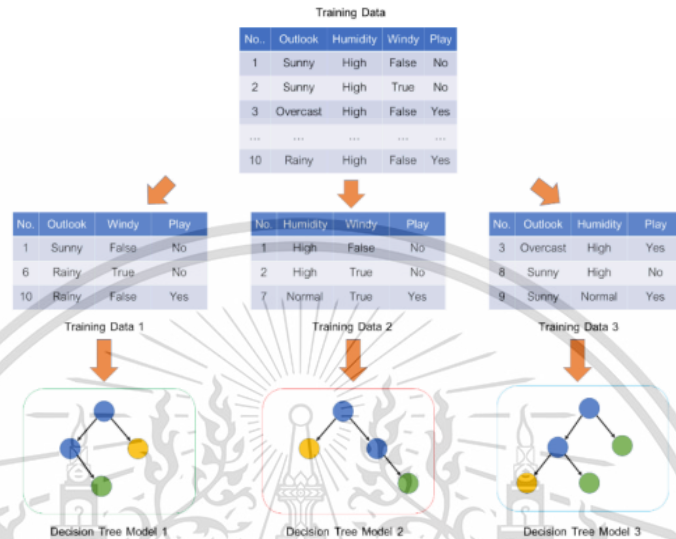 Training Data
No.. Outlook Humidity Windy Play
1 Sunny High False No
2 Sunny High True No
3 Overcast High False Yes
... ... ... ... ...
10 Rainy High False Yes
No. Outlook Windy Play
1 Sunny False No
6 Rainy True No
10 Rainy False Yes
Training Data 1
No. Humidity Windy Play
1 High False No
2 High True No
7 Normal True Yes
Training Data 2
No. Outlook Humidity Play
3 Overcast High Yes
8 Sunny High No
9 Sunny Normal Yes
Training Data 3
Decision Tree Model 1
Decision Tree Model 2
Decision Tree Model 3